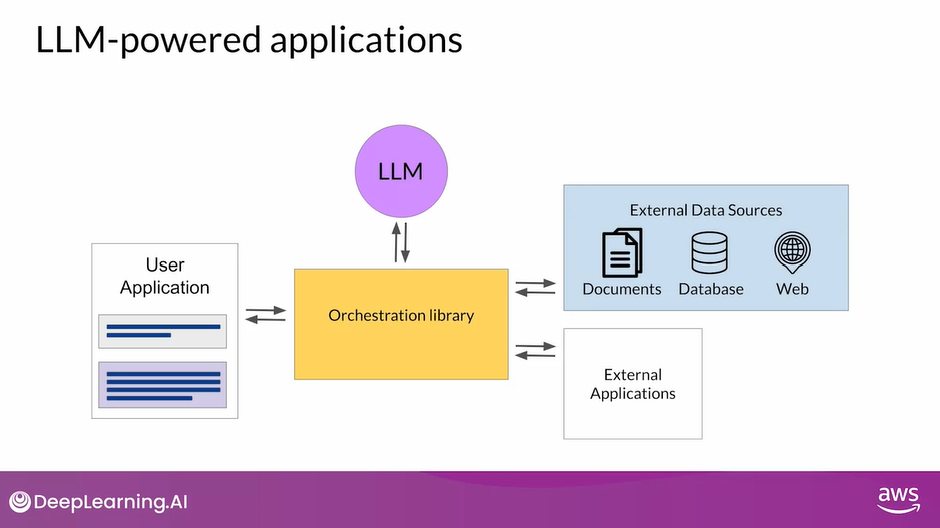 LLM-powered applications
LLM
User
Application
Orchestration library
External Data Sources
Documents Database Web
External
Applications
DeepLearning.AI
aws